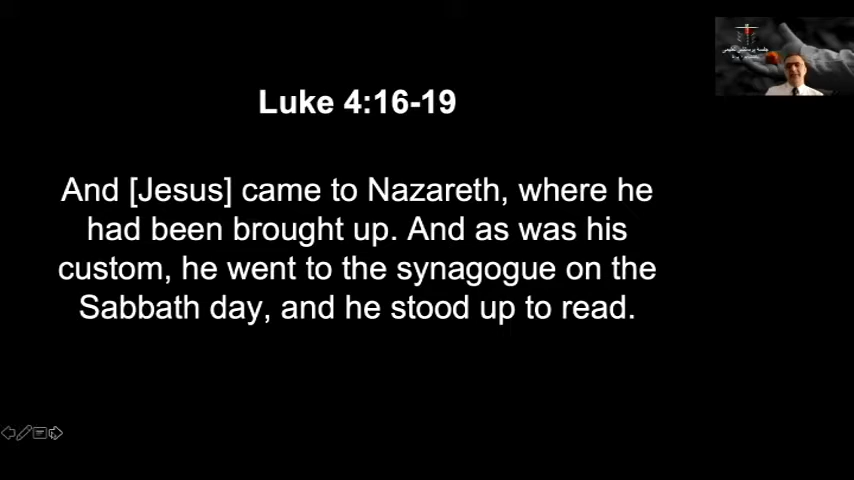 Luke 4:16-19
And [Jesus] came to Nazareth, where he
had been brought up. And as was his
custom, he went to the synagogue on the
Sabbath day, and he stood up to read.